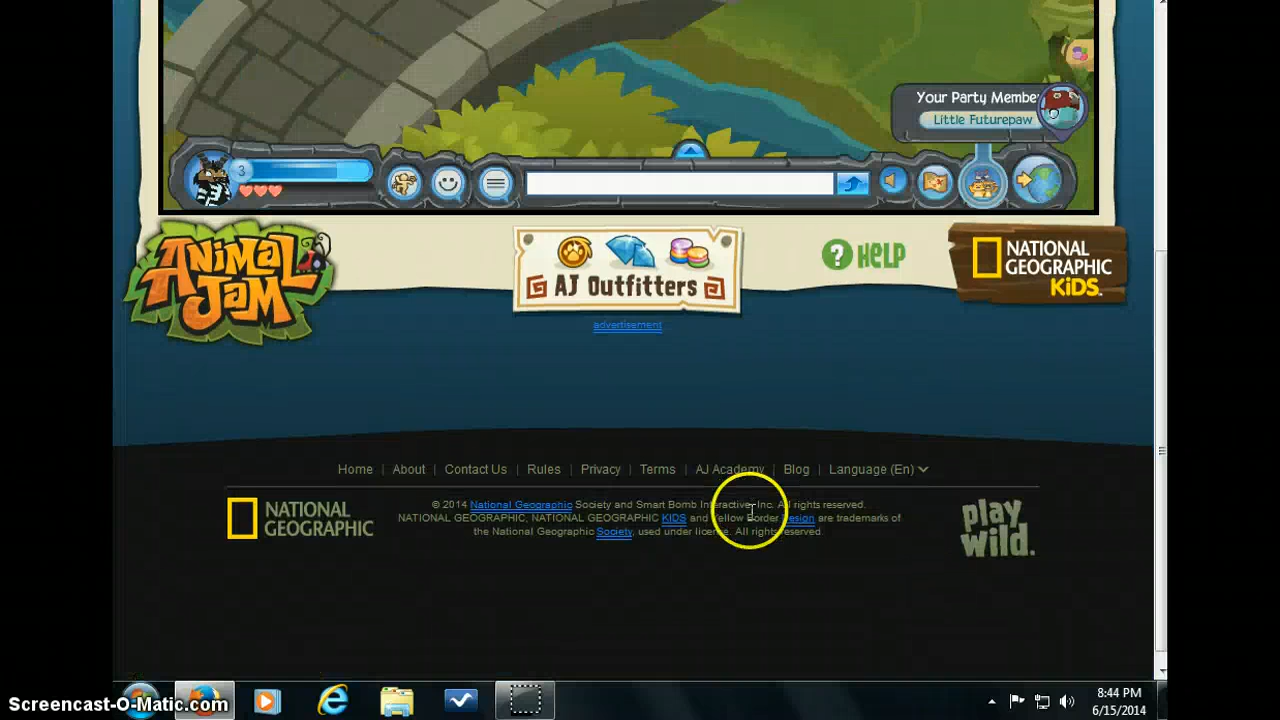 Your Party Membe
Little Futurepaw
3
ANIMAL
JAM
AJ Outfitters
? HELP
NATIONAL
GEOGRAPHIC
KiDS.
advertisement
Home | About | Contact Us | Rules | Privacy | Terms | AJ Academy | Blog | Language (En)
NATIONAL
GEOGRAPHIC
© 2014 National Geographic Society and Smart Bomb Interactive, Inc. All rights reserved.
NATIONAL GEOGRAPHIC, NATIONAL GEOGRAPHIC KIDS and Yellow Border Design are trademarks of
the National Geographic Society, used under license. All rights reserved.
play
wild.
Screencast-O-Matic.com
8:44 PM
6/15/2014